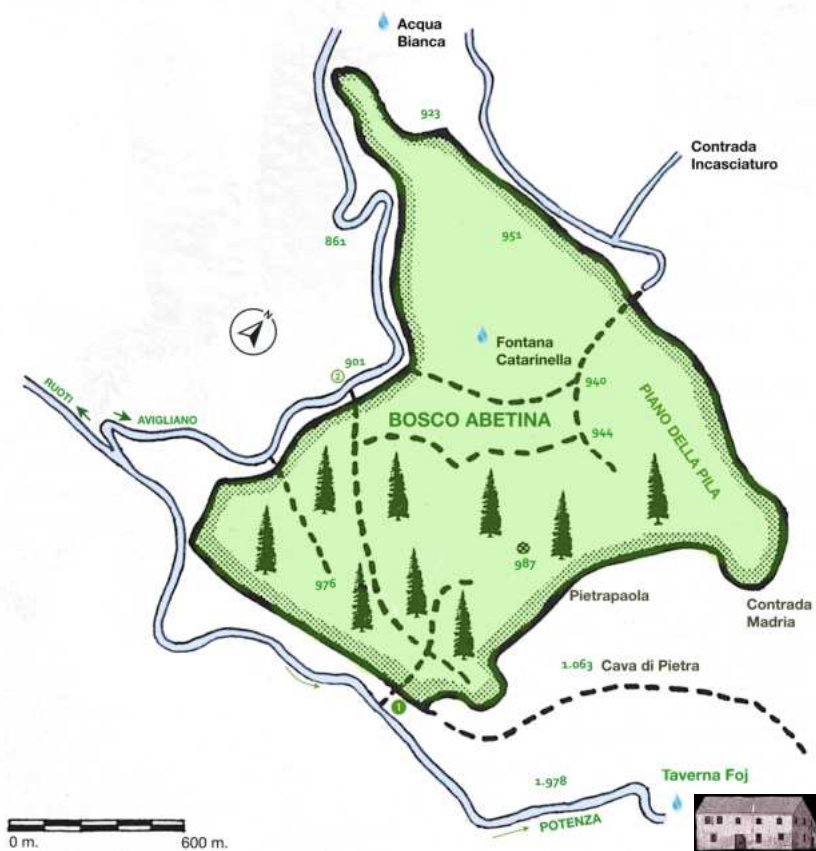 Acqua
Bianca
923
Contrada
Incasciaturo
861
951
N
Fontana
Catarinella
901
2
940
RUOTI
AVIGLIANO
BOSCO ABETINA
944
PIANO DELLA PILA
987
976
Pietrapaola
Contrada
Madria
1.063 Cava di Pietra
1
1.978
Taverna Foj
POTENZA
0 m.
600 m.